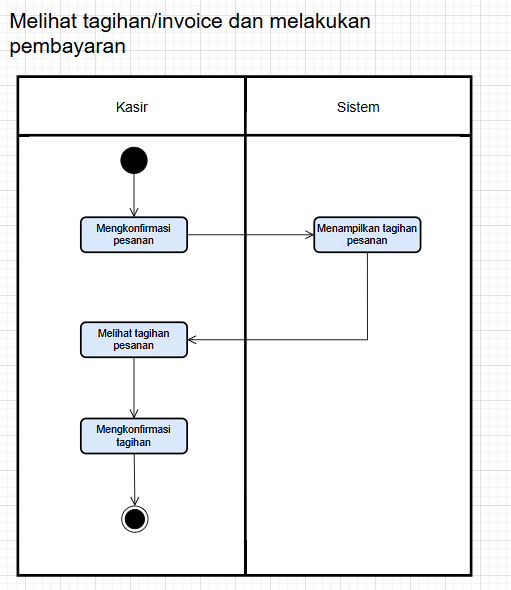 Melihat tagihan/invoice dan melakukan
pembayaran
Kasir
Sistem
Mengkonfirmasi
pesanan
Menampilkan tagihan
pesanan
Melihat tagihan
pesanan
Mengkonfirmasi
tagihan